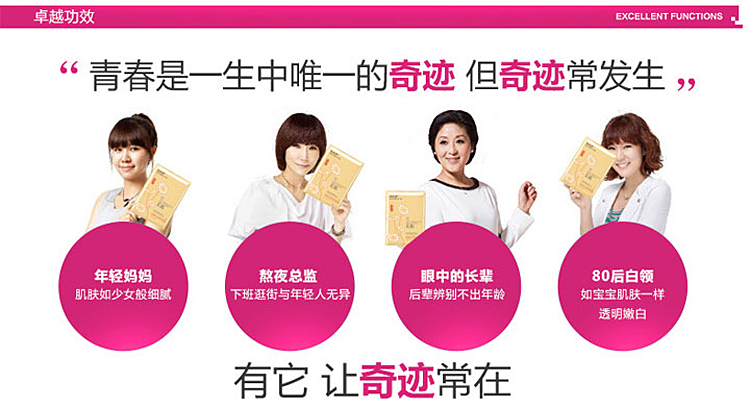 卓越功效
EXCELLENT FUNCTIONS
“ 青春是一生中唯一的奇迹 但奇迹常发生 ”
年轻妈妈
肌肤如少女般细腻
熬夜总监
下班逛街与年轻人无异
眼中的长辈
后辈辨别不出年龄
80后白领
如宝宝肌肤一样
透明嫩白
有它 让奇迹常在